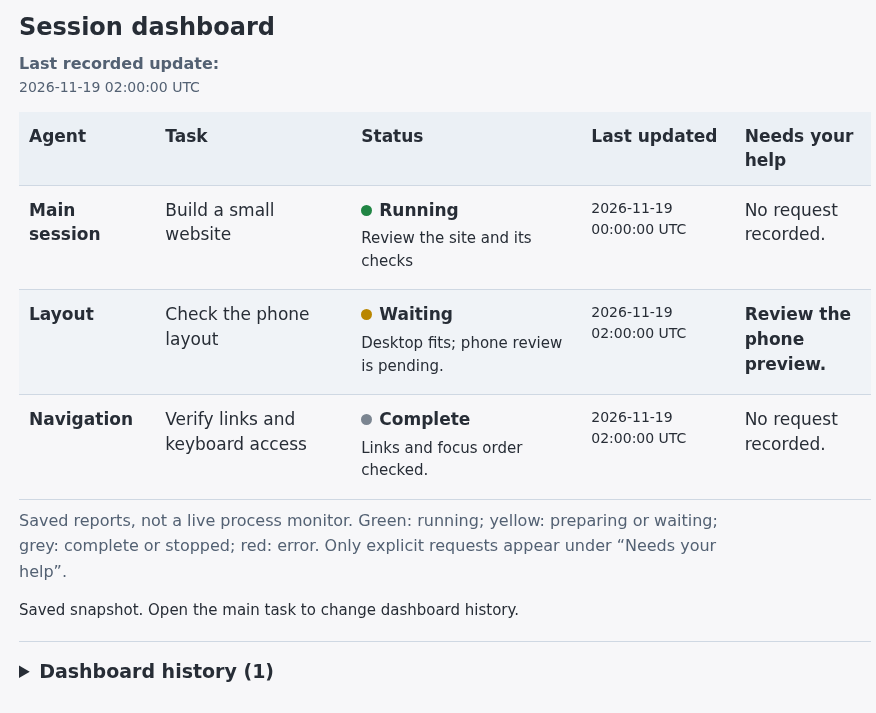 Session dashboard
Last recorded update:
2026-11-19 02:00:00 UTC
Agent Task Status Last updated Needs your help
Main session
Build a small website
Running
Review the site and its checks
2026-11-19 00:00:00 UTC
No request recorded.
Layout
Check the phone layout
Waiting
Desktop fits; phone review is pending.
2026-11-19 02:00:00 UTC
Review the phone preview.
Navigation
Verify links and keyboard access
Complete
Links and focus order checked.
2026-11-19 02:00:00 UTC
No request recorded.
Saved reports, not a live process monitor. Green: running; yellow: preparing or waiting;
grey: complete or stopped; red: error. Only explicit requests appear under “Needs your
help”.
Saved snapshot. Open the main task to change dashboard history.
Dashboard history (1)